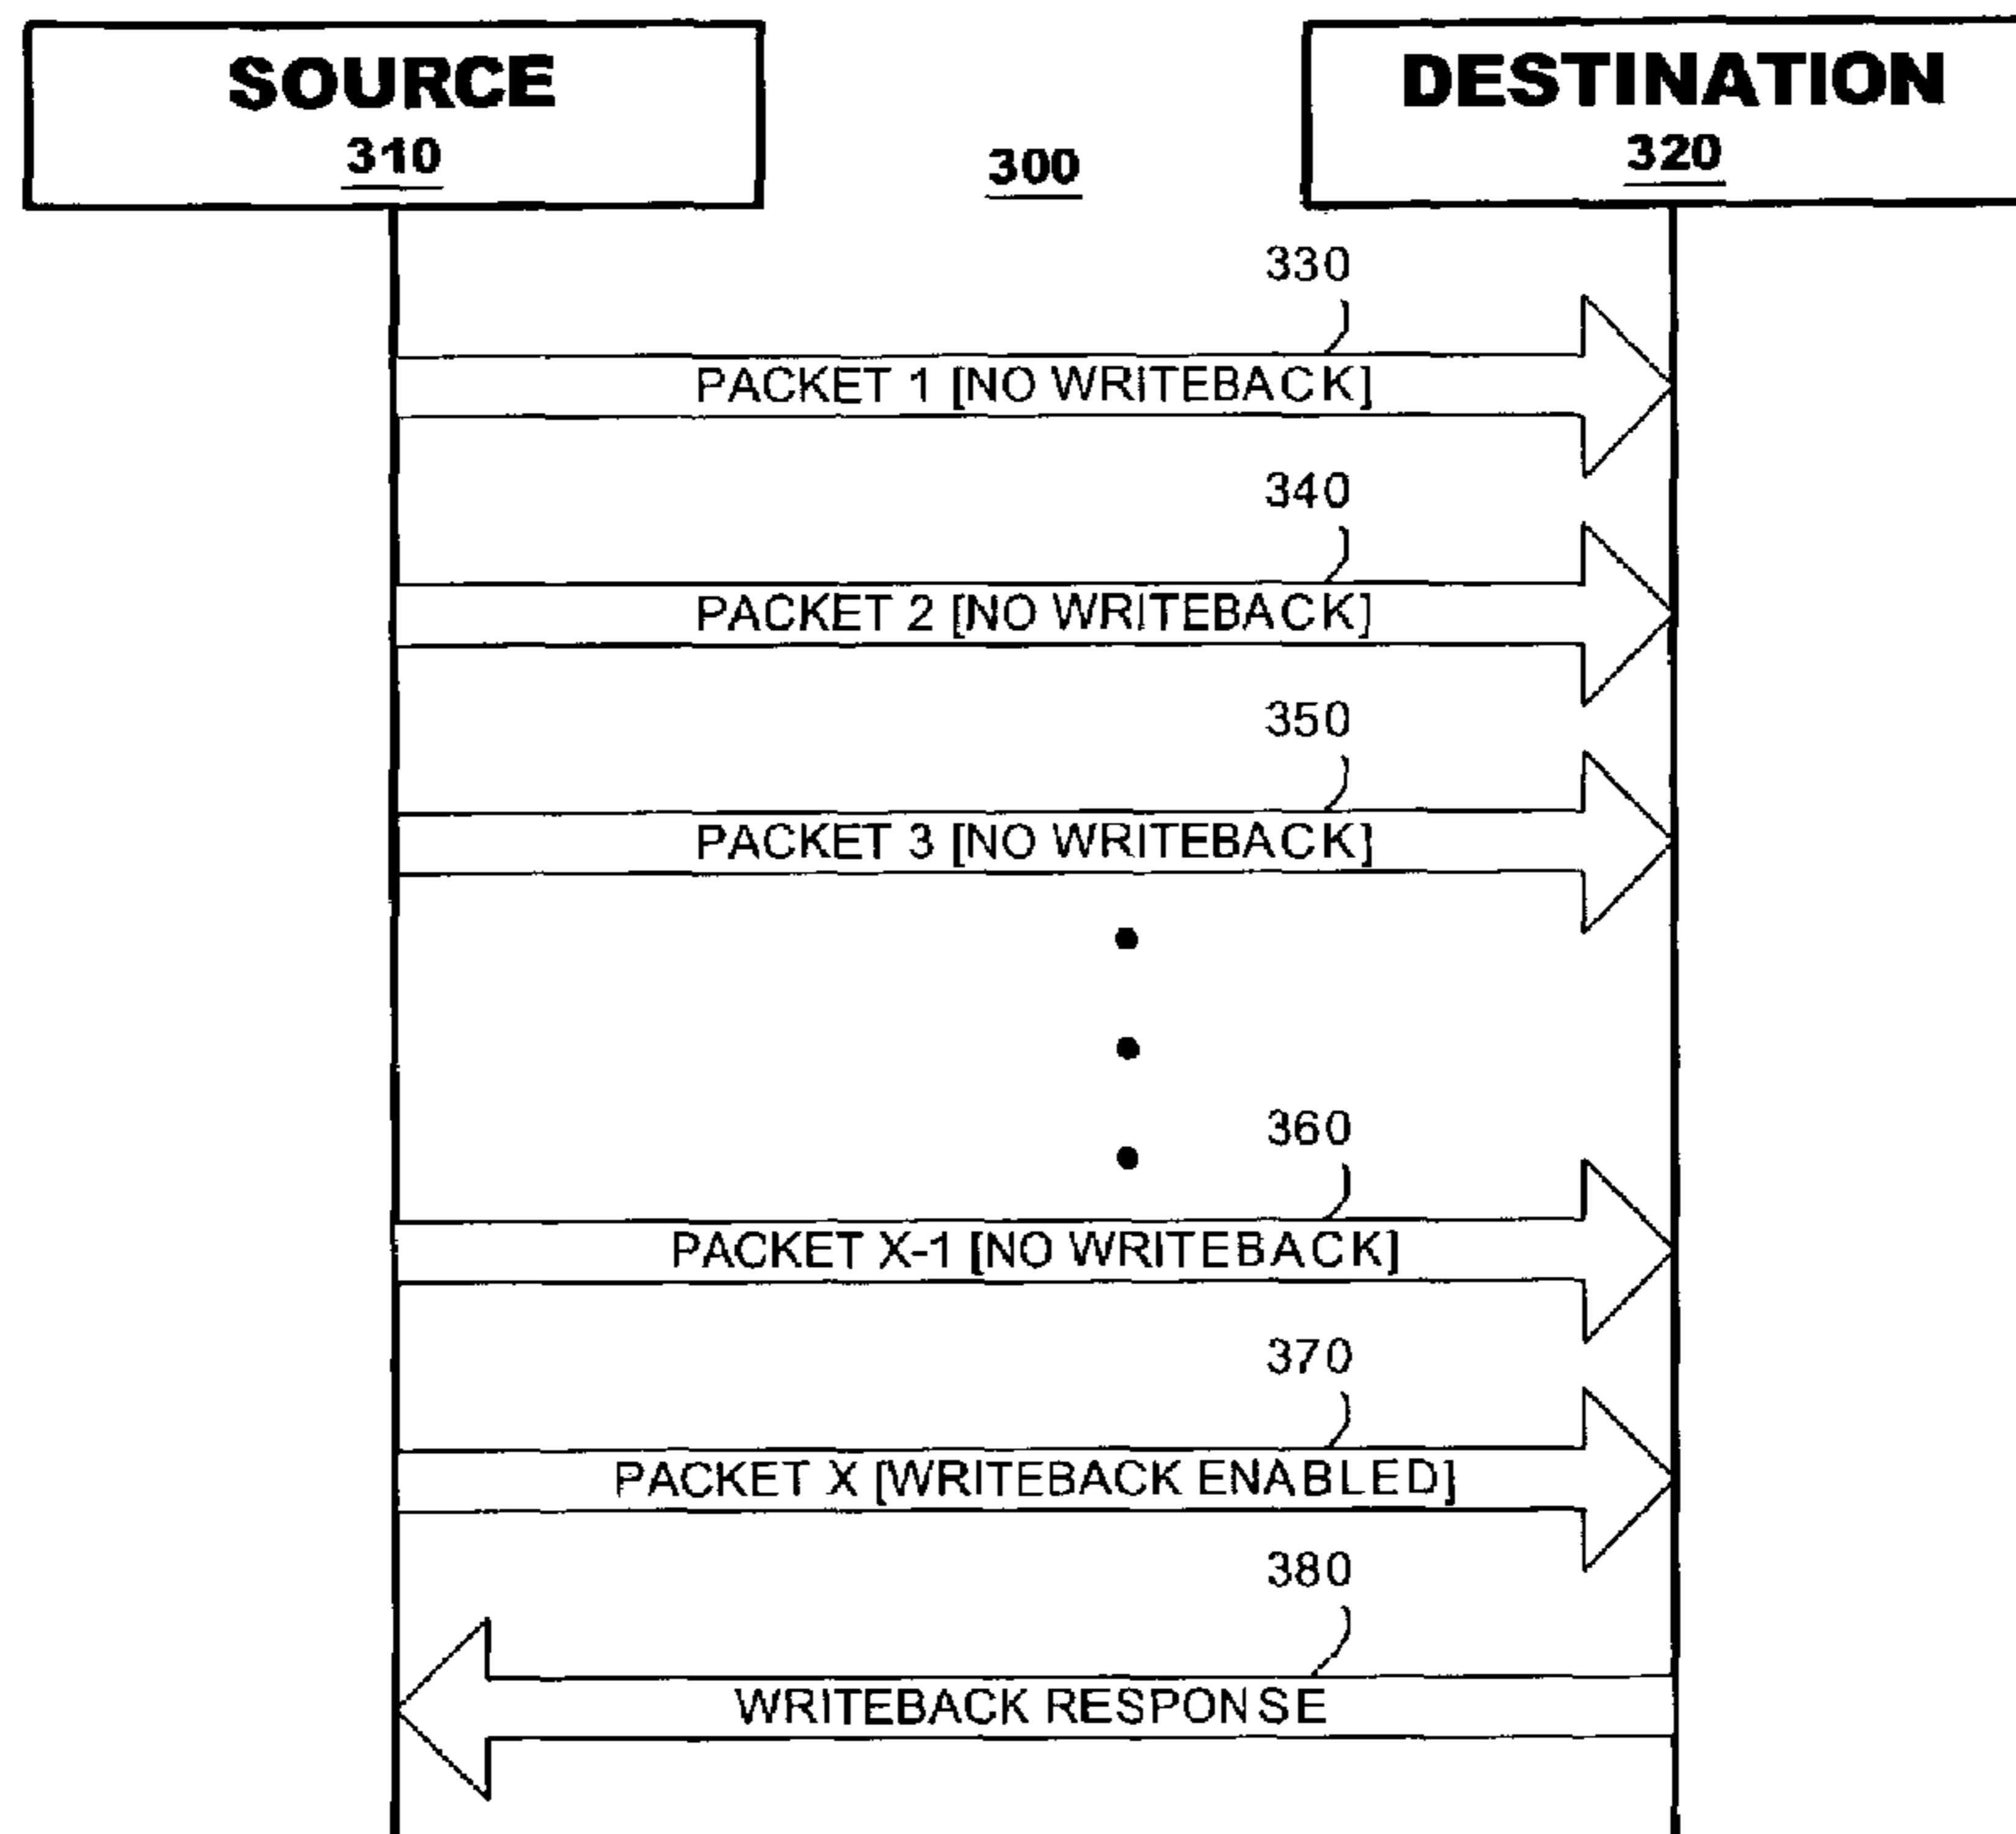 SOURCE
310
300
DESTINATION
320
330
PACKET 1 [NO WRITEBACK]
340
PACKET 2 [NO WRITEBACK]
350
PACKET 3 [NO WRITEBACK]
360
PACKET X-1 [NO WRITEBACK]
370
PACKET X [WRITEBACK ENABLED]
380
WRITEBACK RESPONSE